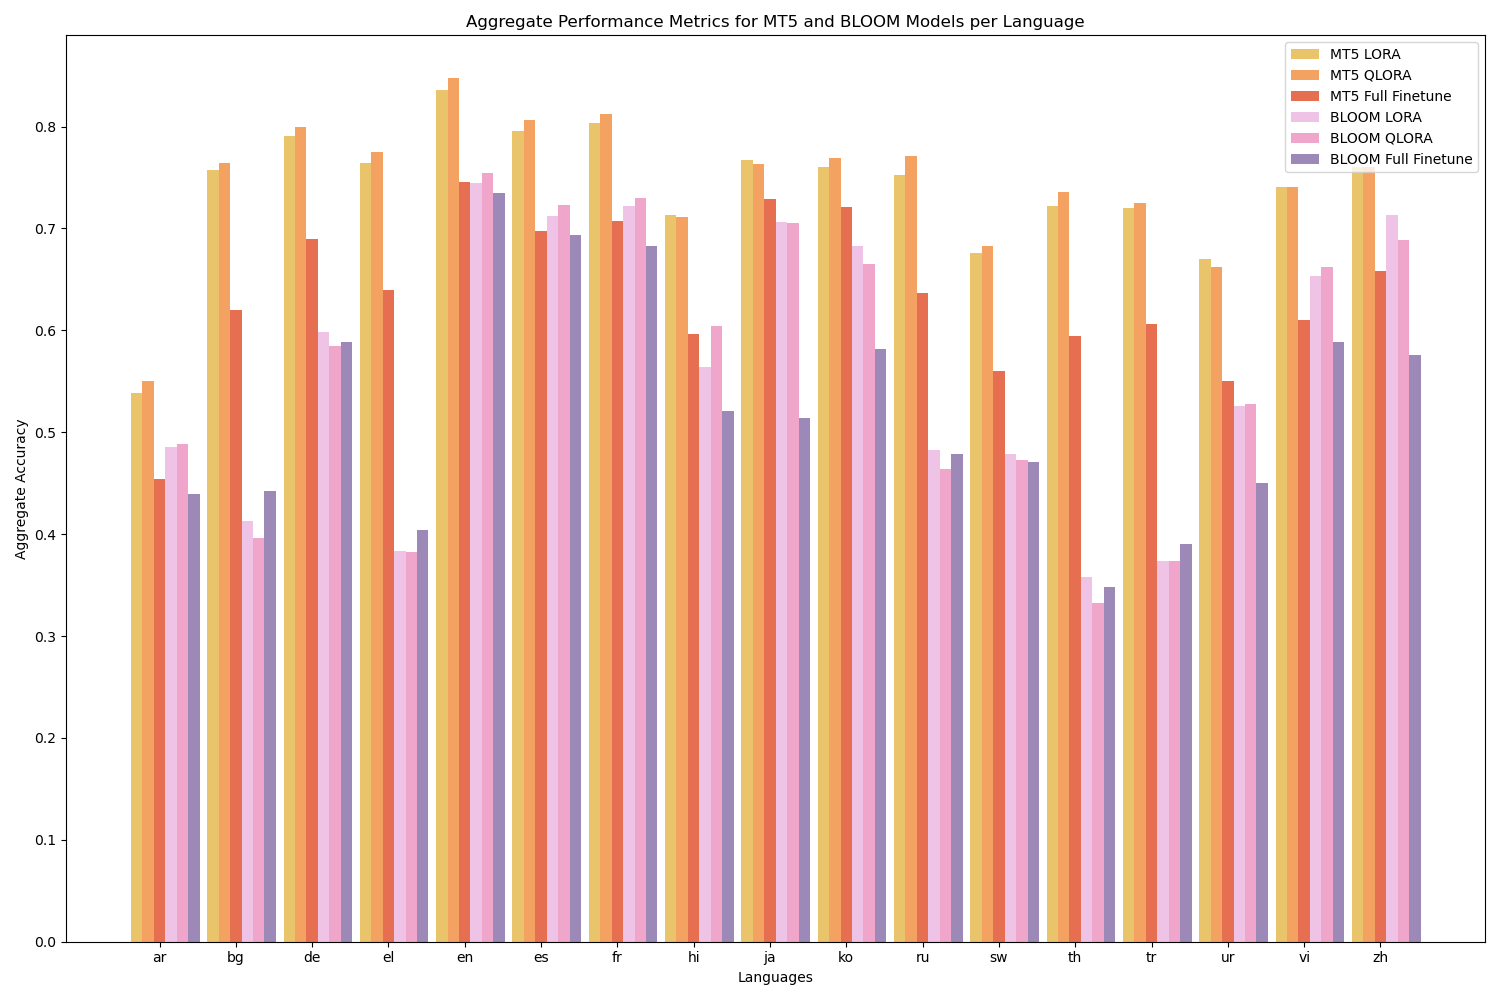 Aggregate Performance Metrics for MT5 and BLOOM Models per Language
MT5 LORA
MT5 QLORA
MT5 Full Finetune
BLOOM LORA
BLOOM QLORA
BLOOM Full Finetune
Aggregate Accuracy
0.8
0.7
0.6
0.5
0.4
0.3
0.2
0.1
0.0
ar bg de el en es fr hi ja ko ru sw th tr ur vi zh
Languages